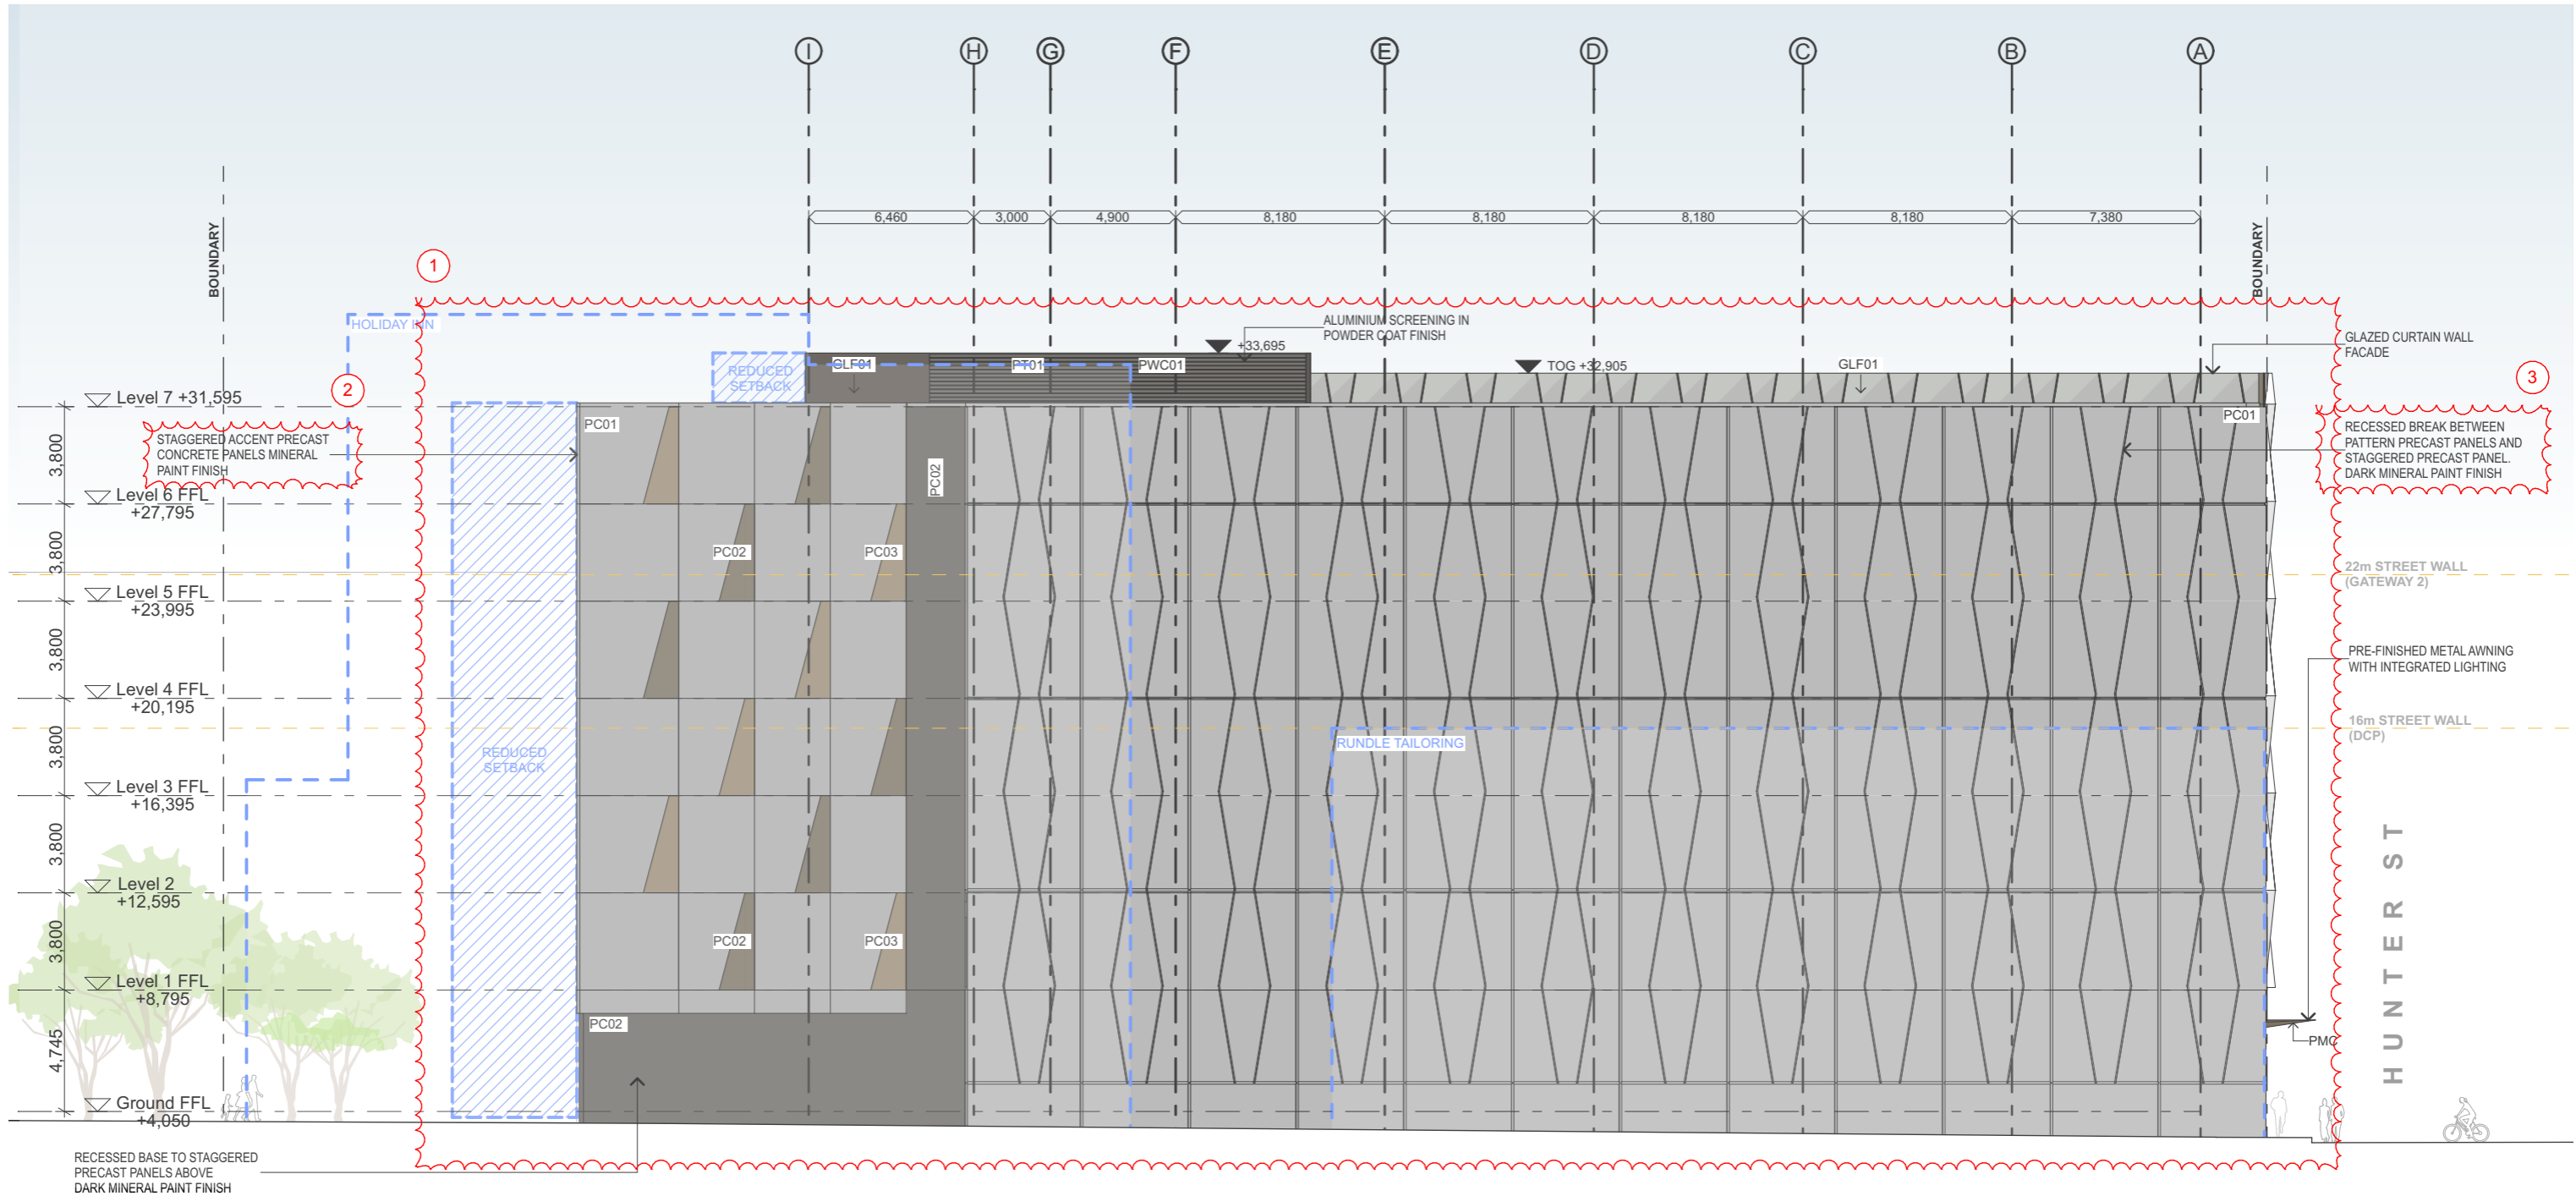 I
H
G
F
E
D
C
B
A
6,460
3,000
4,900
8,180
8,180
8,180
8,180
7,380
BOUNDARY
BOUNDARY
1
HOLIDAY INN
ALUMINIUM SCREENING IN
POWDER COAT FINISH
+33,695
GLAZED CURTAIN WALL
FACADE
REDUCED
SETBACK
GLF01
PT01
PWC01
TOG +32,905
GLF01
2
3
Level 7 +31,595
PC01
PC01
STAGGERED ACCENT PRECAST
CONCRETE PANELS MINERAL
PAINT FINISH
RECESSED BREAK BETWEEN
PATTERN PRECAST PANELS AND
STAGGERED PRECAST PANEL.
DARK MINERAL PAINT FINISH
3,800
PC02
Level 6 FFL
+27,795
3,800
PC02
PC03
22m STREET WALL
(GATEWAY 2)
Level 5 FFL
+23,995
3,800
PRE-FINISHED METAL AWNING
WITH INTEGRATED LIGHTING
Level 4 FFL
+20,195
3,800
16m STREET WALL
(DCP)
REDUCED
SETBACK
RUNDLE TAILORING
Level 3 FFL
+16,395
3,800
Level 2
+12,595
3,800
PC02
PC03
HUNTER ST
Level 1 FFL
+8,795
4,745
PC02
PMC
Ground FFL
+4,050
RECESSED BASE TO STAGGERED
PRECAST PANELS ABOVE
DARK MINERAL PAINT FINISH